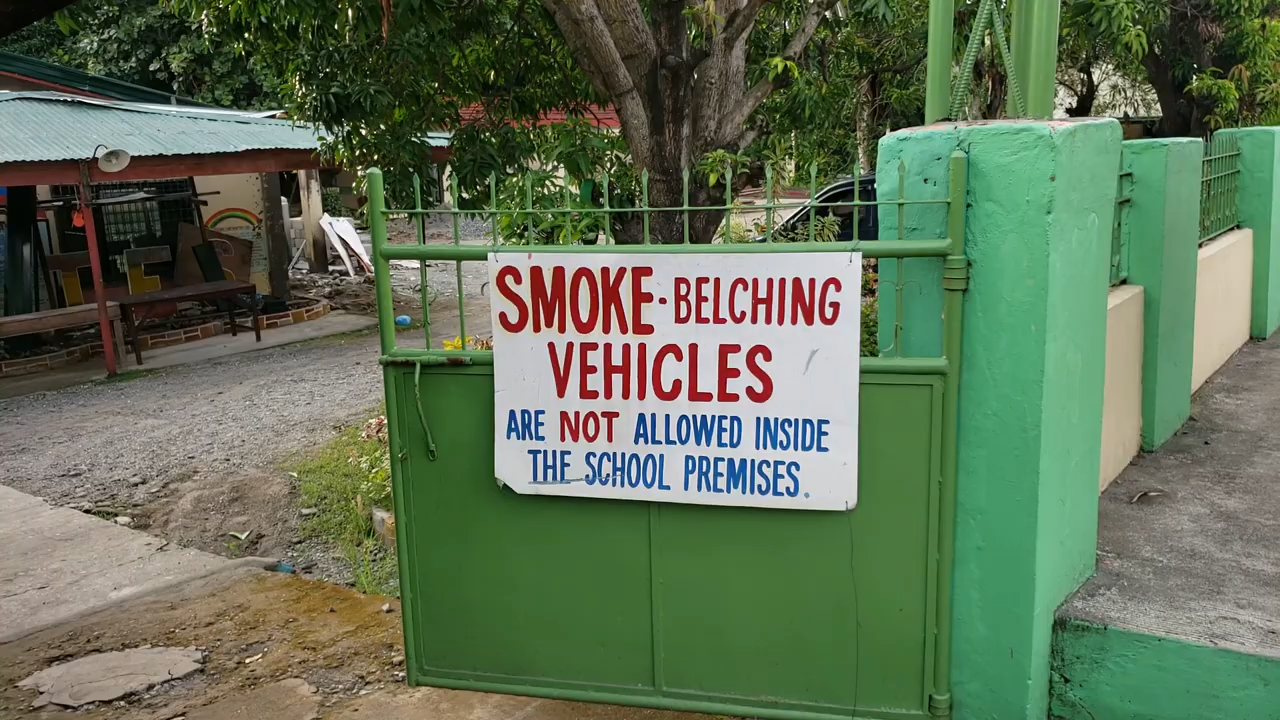 SMOKE-BELCHING
VEHICLES
ARE NOT ALLOWED INSIDE
THE SCHOOL PREMISES.